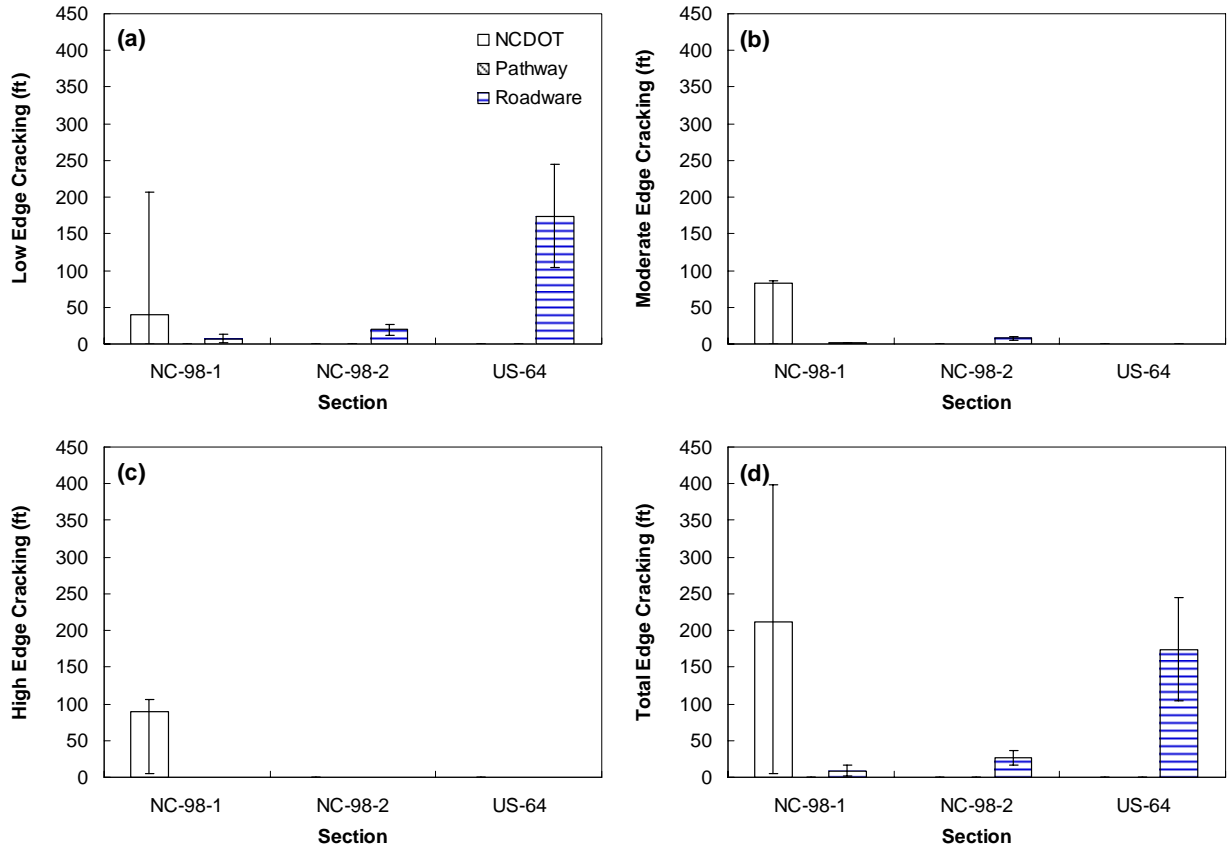 (a)
NCDOT
Pathway
Roadware
Low Edge Cracking (ft)
450
400
350
300
250
200
150
100
50
0
NC-98-1 NC-98-2 US-64
Section
(b)
Moderate Edge Cracking (ft)
450
400
350
300
250
200
150
100
50
0
NC-98-1 NC-98-2 US-64
Section
(c)
High Edge Cracking (ft)
450
400
350
300
250
200
150
100
50
0
NC-98-1 NC-98-2 US-64
Section
(d)
Total Edge Cracking (ft)
450
400
350
300
250
200
150
100
50
0
NC-98-1 NC-98-2 US-64
Section